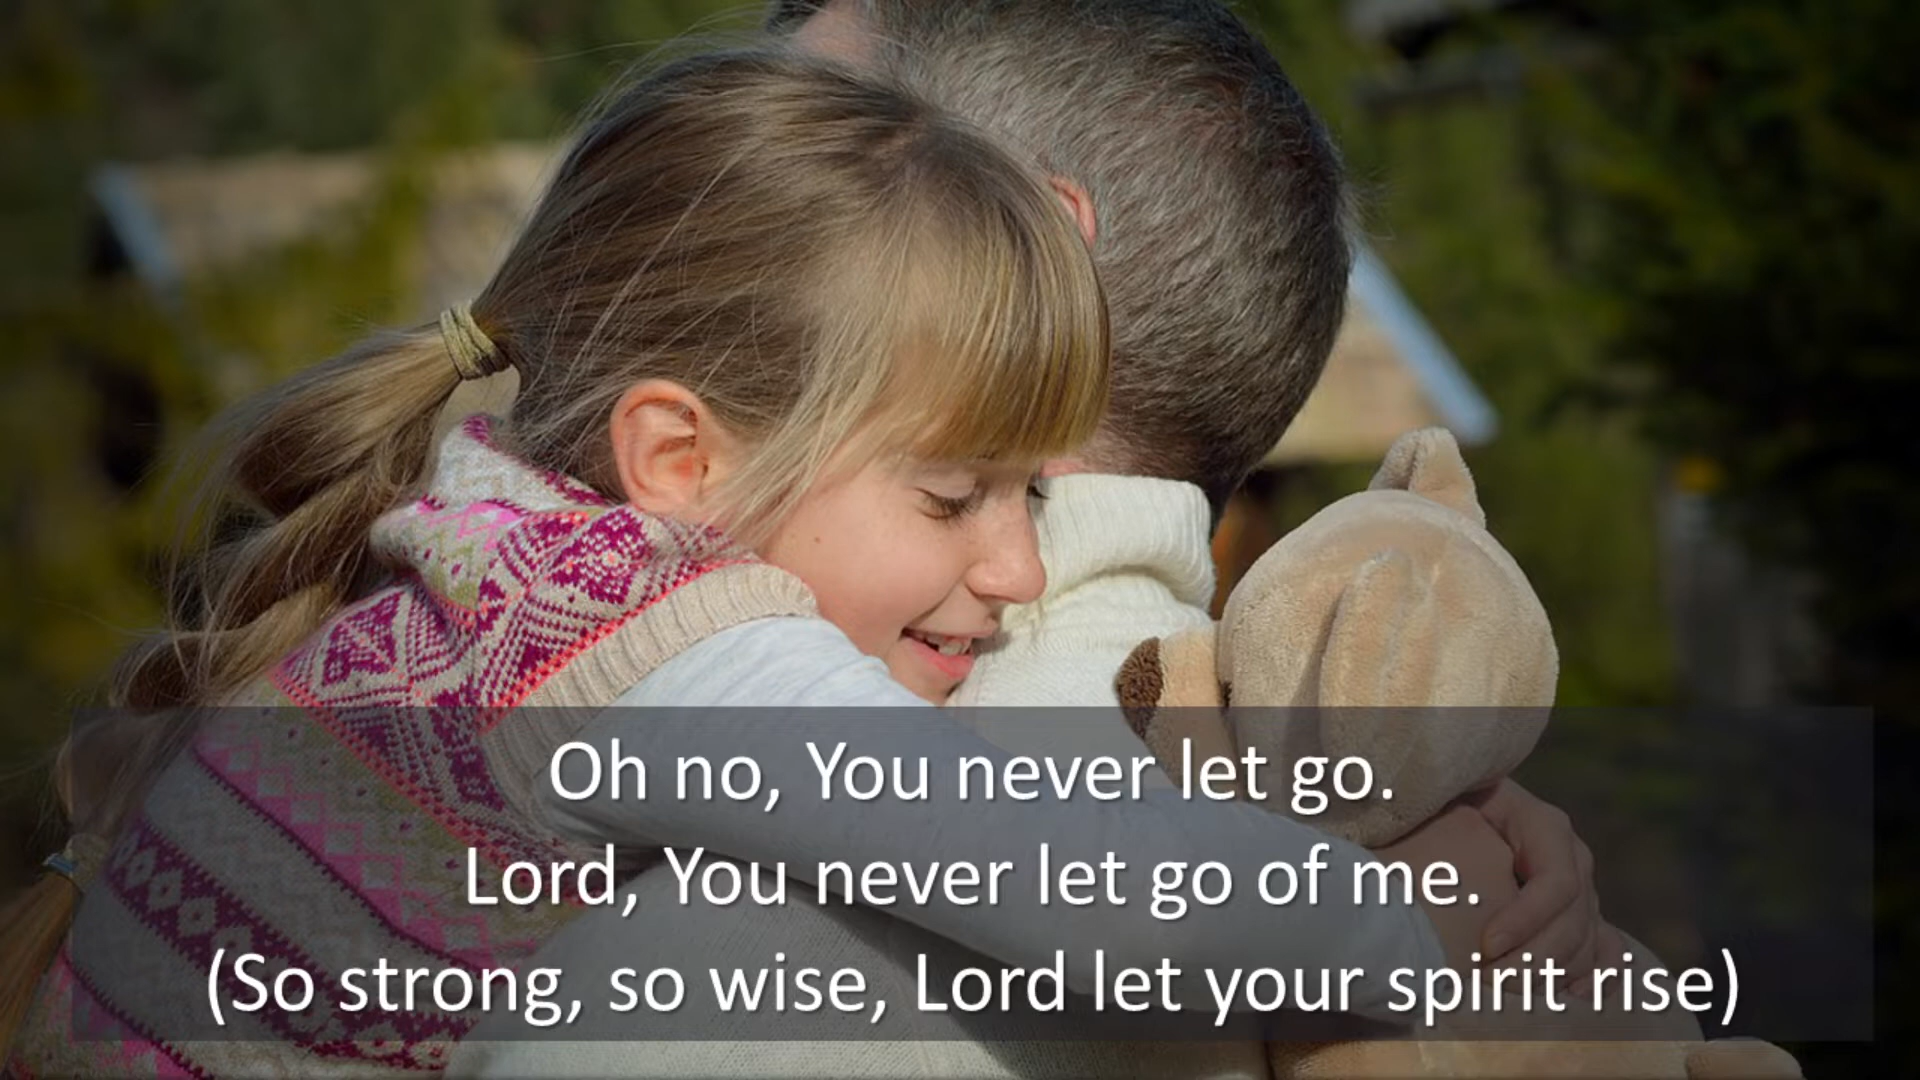 Oh no, You never let go.
Lord, You never let go of me.
(So strong, so wise, Lord let your spirit rise)